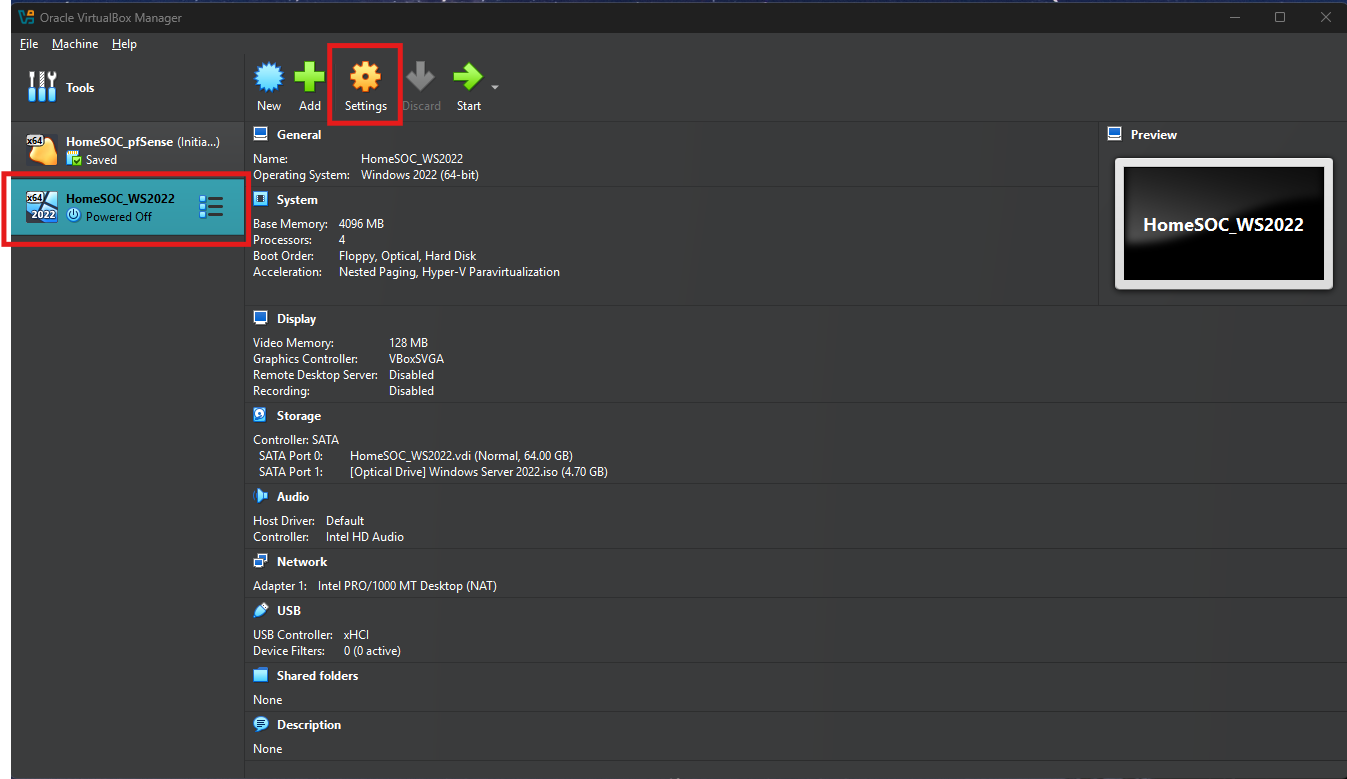 Oracle VirtualBox Manager
File Machine Help
Tools
New Add Settings Discard Start
x64 HomeSOC_pfSense (Initia...)
Saved
x64 2022 HomeSOC_WS2022
Powered Off
General
Name: HomeSOC_WS2022
Operating System: Windows 2022 (64-bit)
System
Base Memory: 4096 MB
Processors: 4
Boot Order: Floppy, Optical, Hard Disk
Acceleration: Nested Paging, Hyper-V Paravirtualization
Preview
HomeSOC_WS2022
Display
Video Memory: 128 MB
Graphics Controller: VBoxSVGA
Remote Desktop Server: Disabled
Recording: Disabled
Storage
Controller: SATA
SATA Port 0: HomeSOC_WS2022.vdi (Normal, 64.00 GB)
SATA Port 1: [Optical Drive] Windows Server 2022.iso (4.70 GB)
Audio
Host Driver: Default
Controller: Intel HD Audio
Network
Adapter 1: Intel PRO/1000 MT Desktop (NAT)
USB
USB Controller: xHCI
Device Filters: 0 (0 active)
Shared folders
None
Description
None